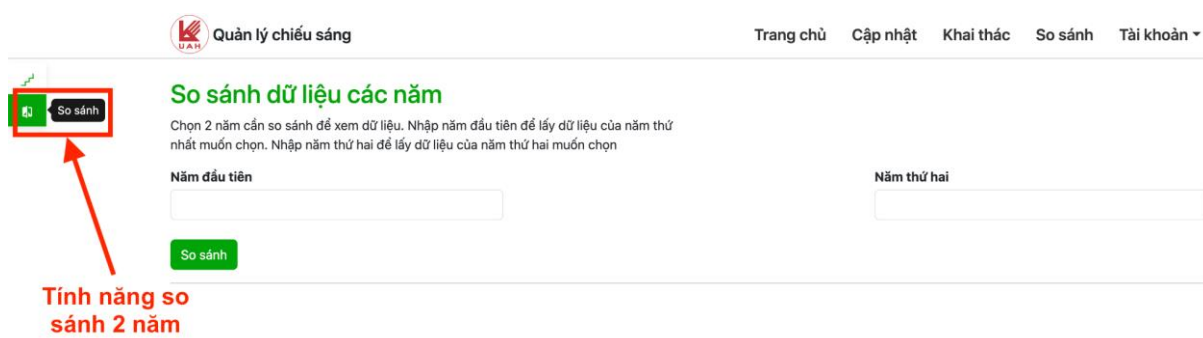 UAH
Quản lý chiếu sáng
Trang chủ Cập nhật Khai thác So sánh Tài khoản
So sánh
So sánh dữ liệu các năm
Chọn 2 năm cần so sánh để xem dữ liệu. Nhập năm đầu tiên để lấy dữ liệu của năm thứ
nhất muốn chọn. Nhập năm thứ hai để lấy dữ liệu của năm thứ hai muốn chọn
Năm đầu tiên Năm thứ hai
So sánh
Tính năng so
sánh 2 năm